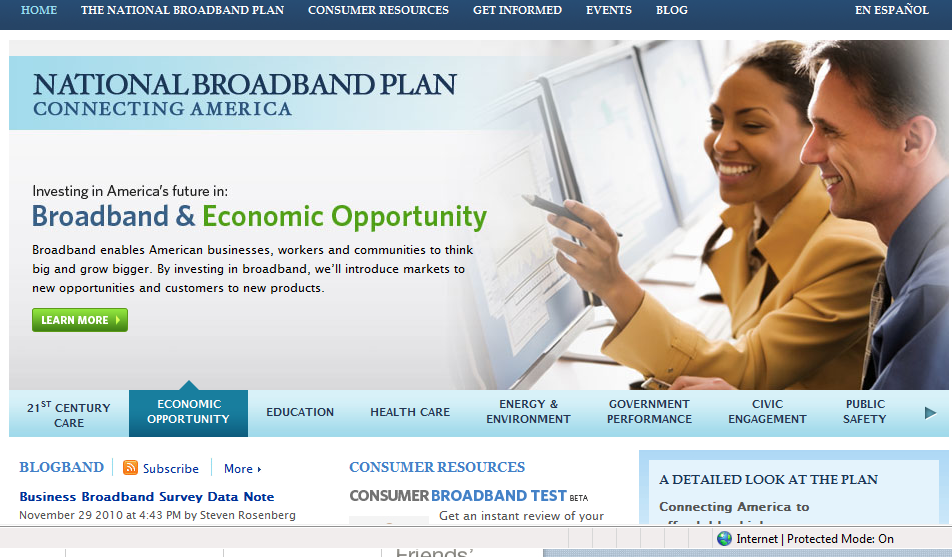 HOME THE NATIONAL BROADBAND PLAN CONSUMER RESOURCES GET INFORMED EVENTS BLOG EN ESPAÑOL
NATIONAL BROADBAND PLAN
CONNECTING AMERICA
Investing in America's future in:
Broadband & Economic Opportunity
Broadband enables American businesses, workers and communities to think
big and grow bigger. By investing in broadband, we'll introduce markets to
new opportunities and customers to new products.
LEARN MORE
21ST CENTURY
CARE
ECONOMIC
OPPORTUNITY
EDUCATION
HEALTH CARE
ENERGY &
ENVIRONMENT
GOVERNMENT
PERFORMANCE
CIVIC
ENGAGEMENT
PUBLIC
SAFETY
BLOGBAND Subscribe More
Business Broadband Survey Data Note
November 29 2010 at 4:43 PM by Steven Rosenberg
CONSUMER RESOURCES
CONSUMER BROADBAND TEST BETA
Get an instant review of your
A DETAILED LOOK AT THE PLAN
Connecting America to
Internet | Protected Mode: On
Friends'